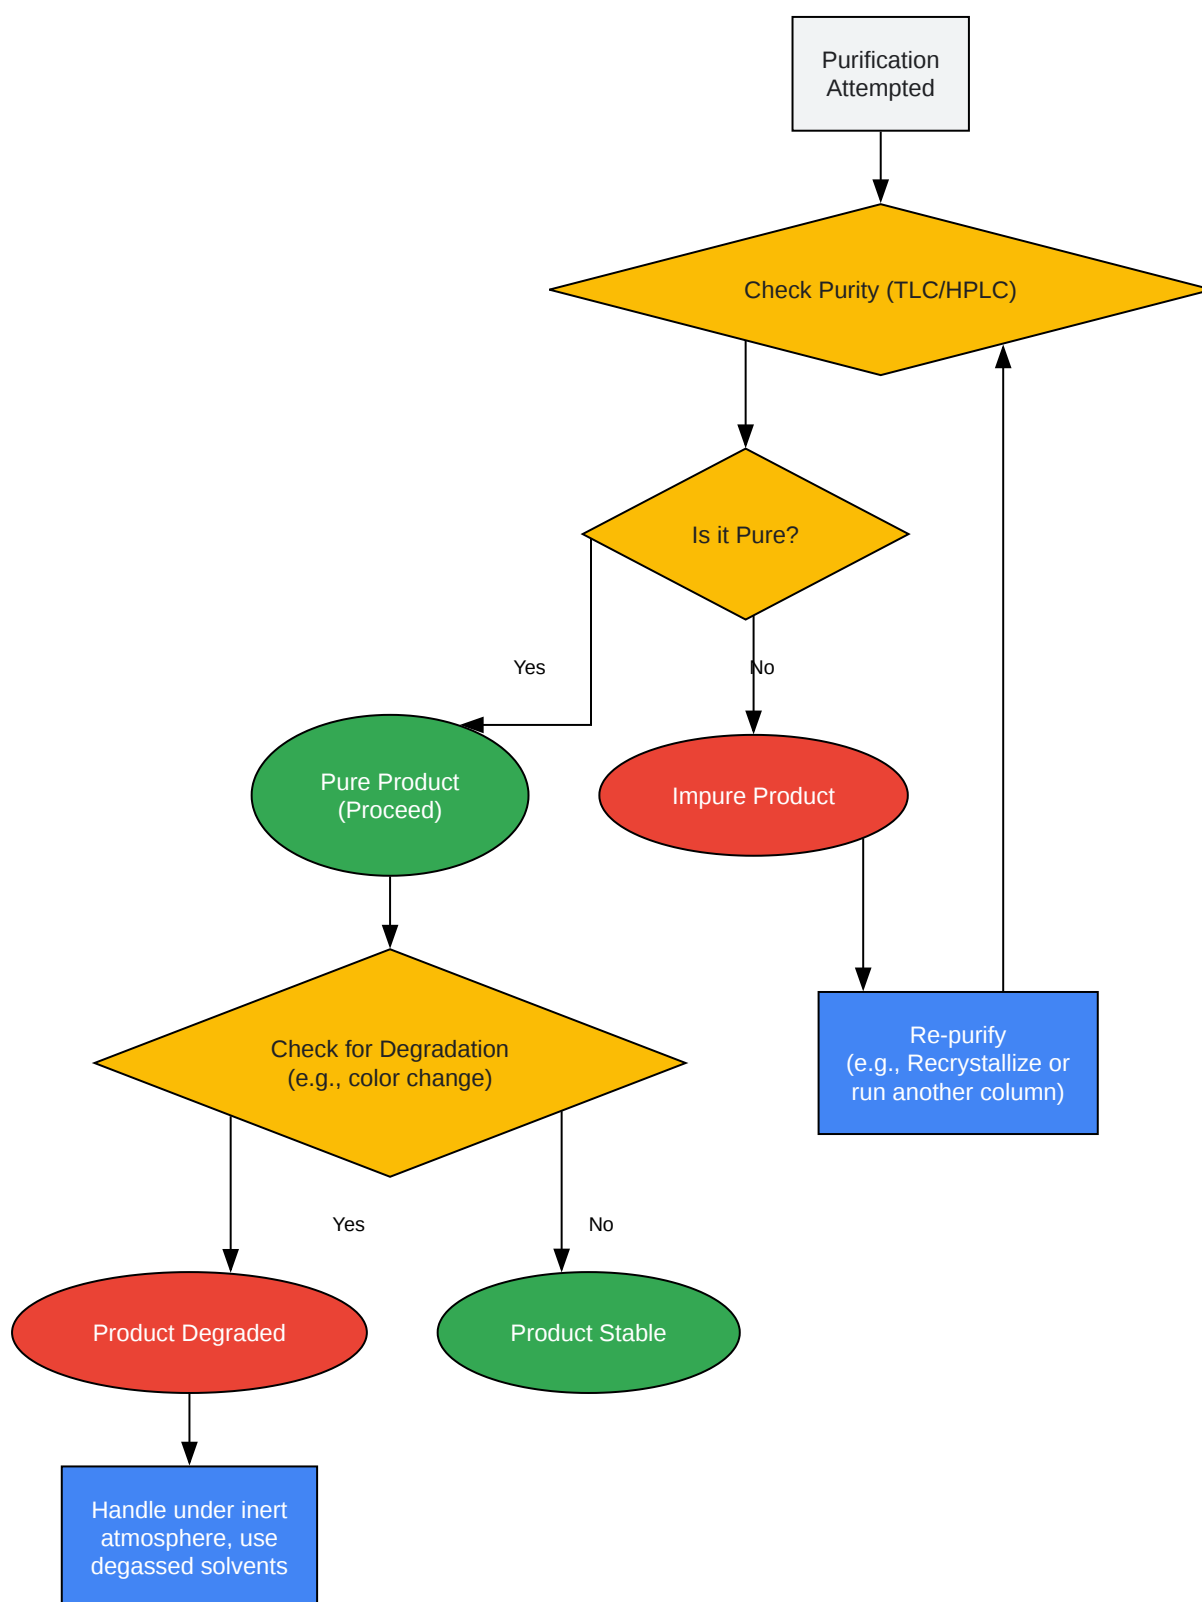 Purification
Attempted
Check Purity (TLC/HPLC)
Is it Pure?
Yes
No
Pure Product
(Proceed)
Impure Product
Check for Degradation
(e.g., color change)
Re-purify
(e.g., Recrystallize or
run another column)
Yes
No
Product Degraded
Product Stable
Handle under inert
atmosphere, use
degassed solvents